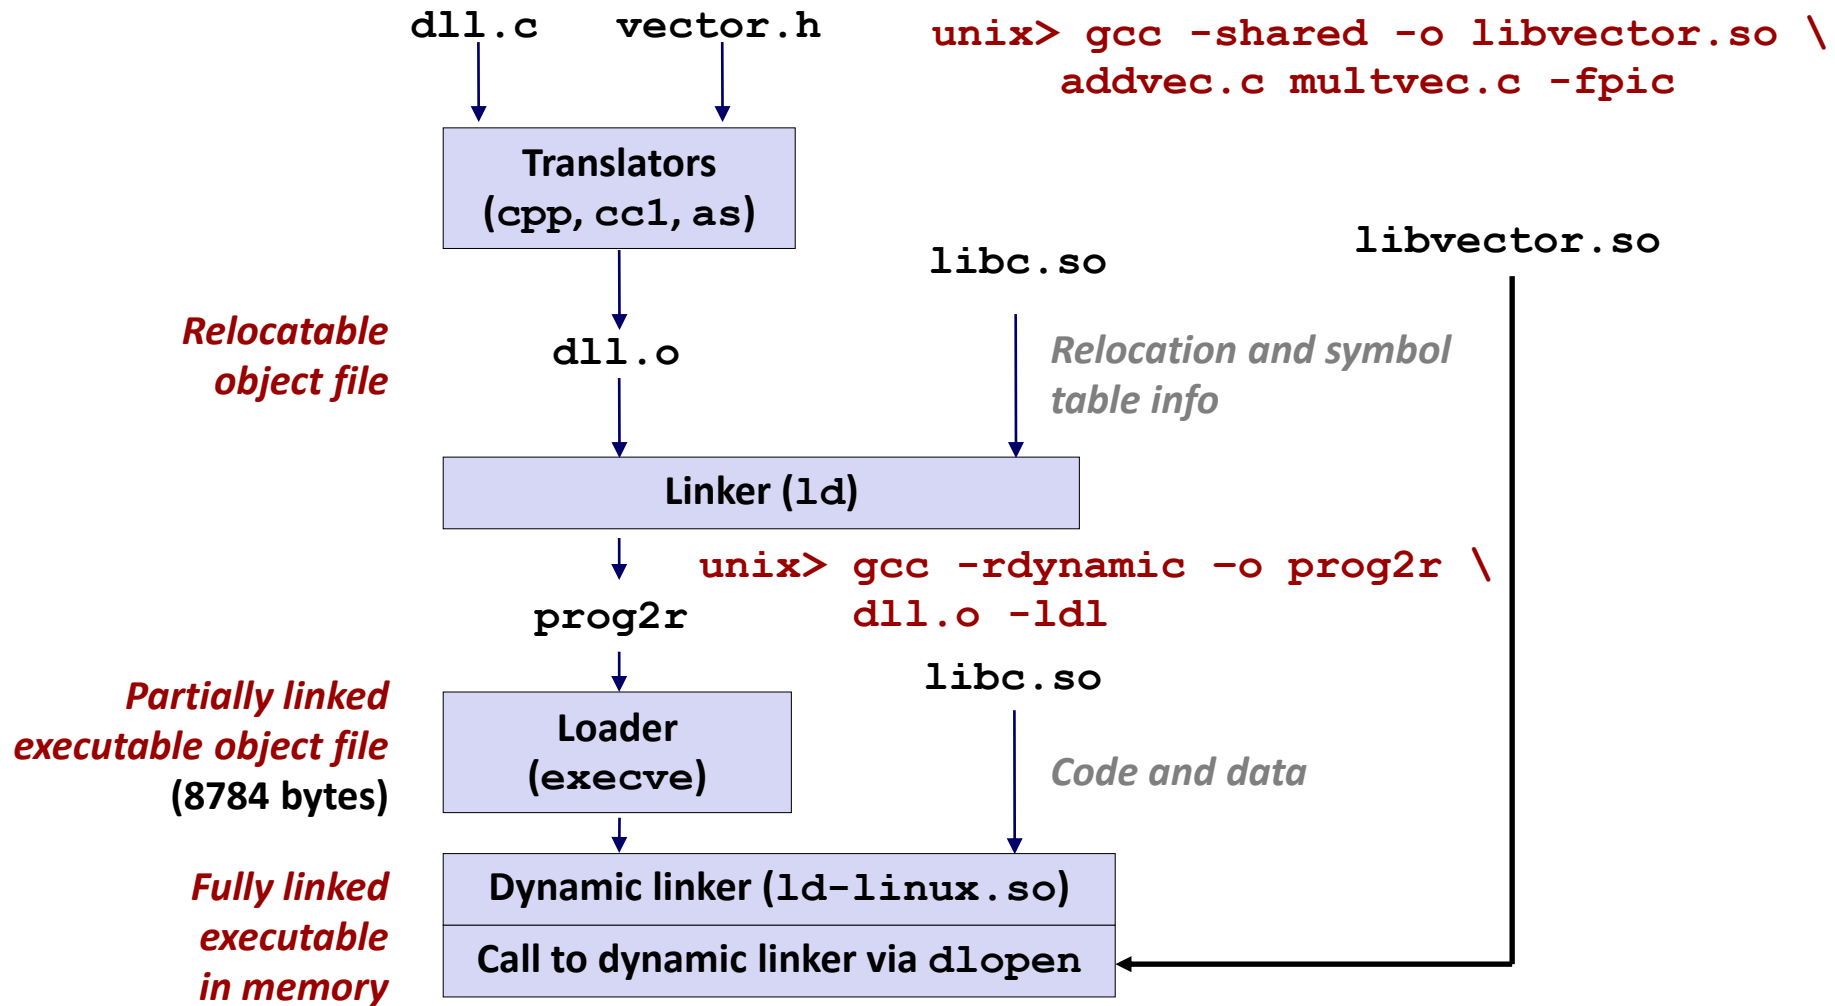 dll.c vector.h
unix> gcc -shared -o libvector.so \
addvec.c multvec.c -fpic
Translators
(cpp, cc1, as)
libc.so
libvector.so
Relocatable
object file
dll.o
Relocation and symbol
table info
Linker (ld)
unix> gcc -rdynamic –o prog2r \
dll.o -ldl
prog2r
libc.so
Partially linked
executable object file
(8784 bytes)
Loader
(execve)
Code and data
Fully linked
executable
in memory
Dynamic linker (ld-linux.so)
Call to dynamic linker via dlopen